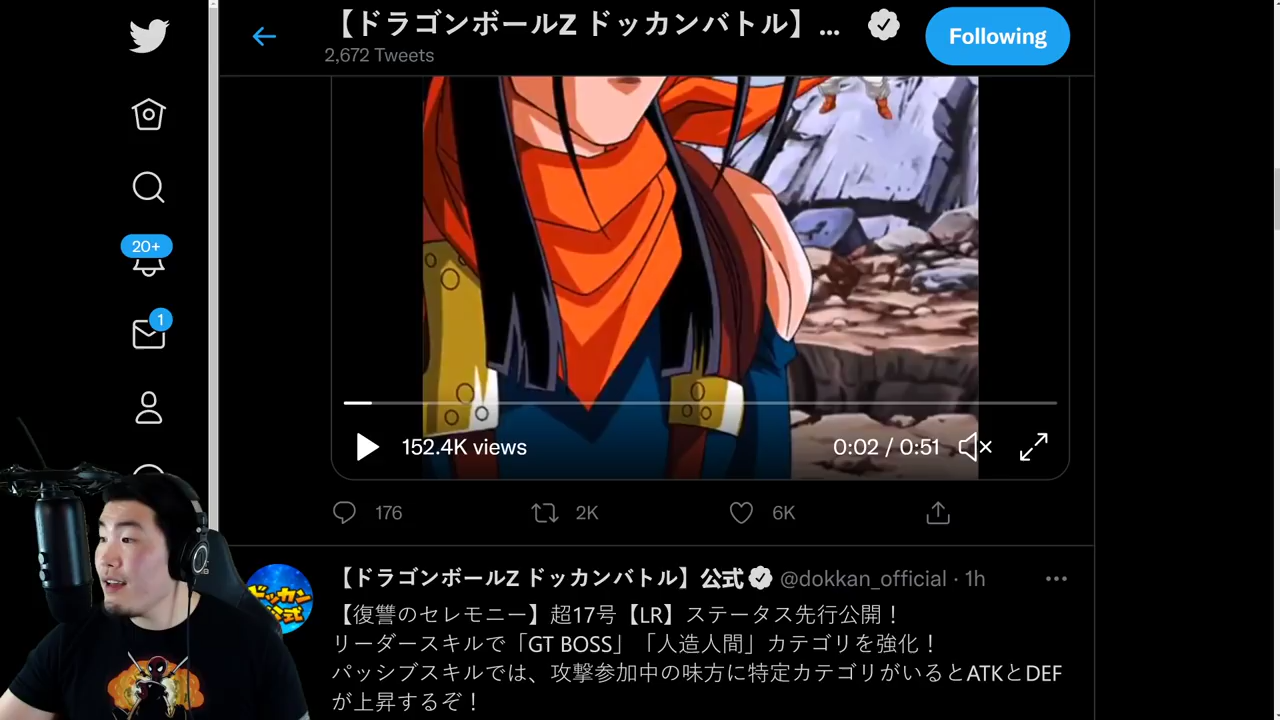 【ドラゴンボールZ ドッカンバトル】...
2,672 Tweets
Following
20+
1
152.4K views
0:02 / 0:51
176
2K
6K
【ドラゴンボールZ ドッカンバトル】公式 @dokkan_official · 1h
【復讐のセレモニー】超17号【LR】ステータス先行公開！
リーダースキルで「GT BOSS」「人造人間」カテゴリを強化！
パッシブスキルでは、攻撃参加中の味方に特定カテゴリがいるとATKとDEF
が上昇するぞ！